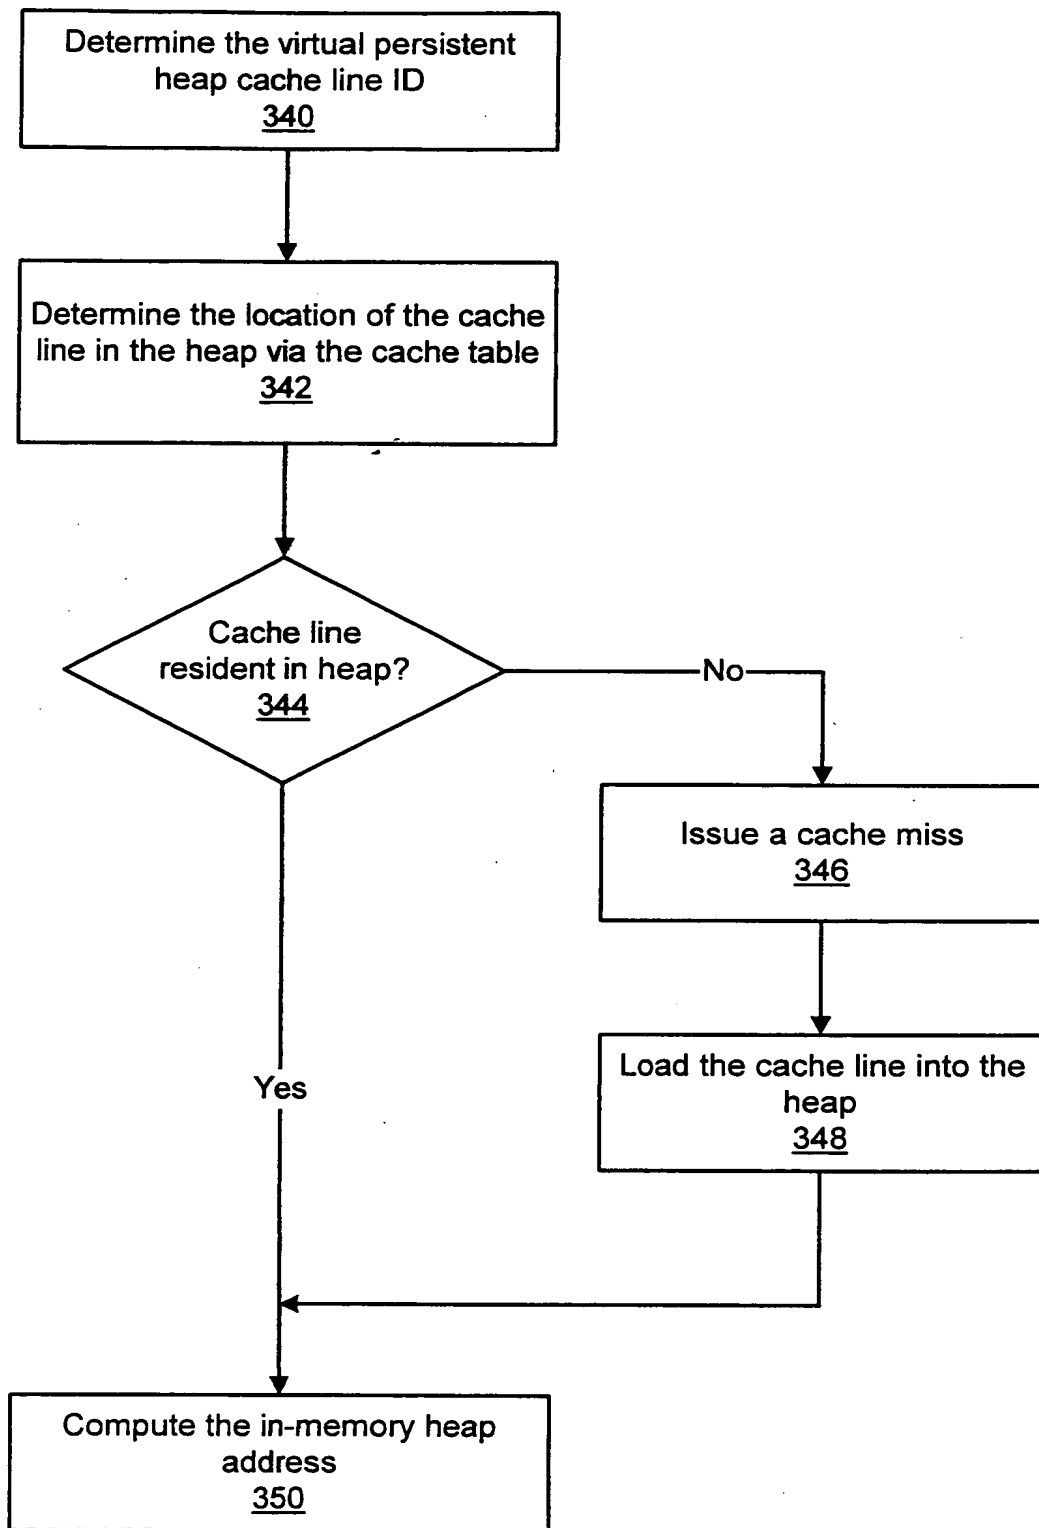 Determine the virtual persistent
heap cache line ID
340
Determine the location of the cache
line in the heap via the cache table
342
Cache line
resident in heap?
344
No
Issue a cache miss
346
Load the cache line into the
heap
348
Yes
Compute the in-memory heap
address
350